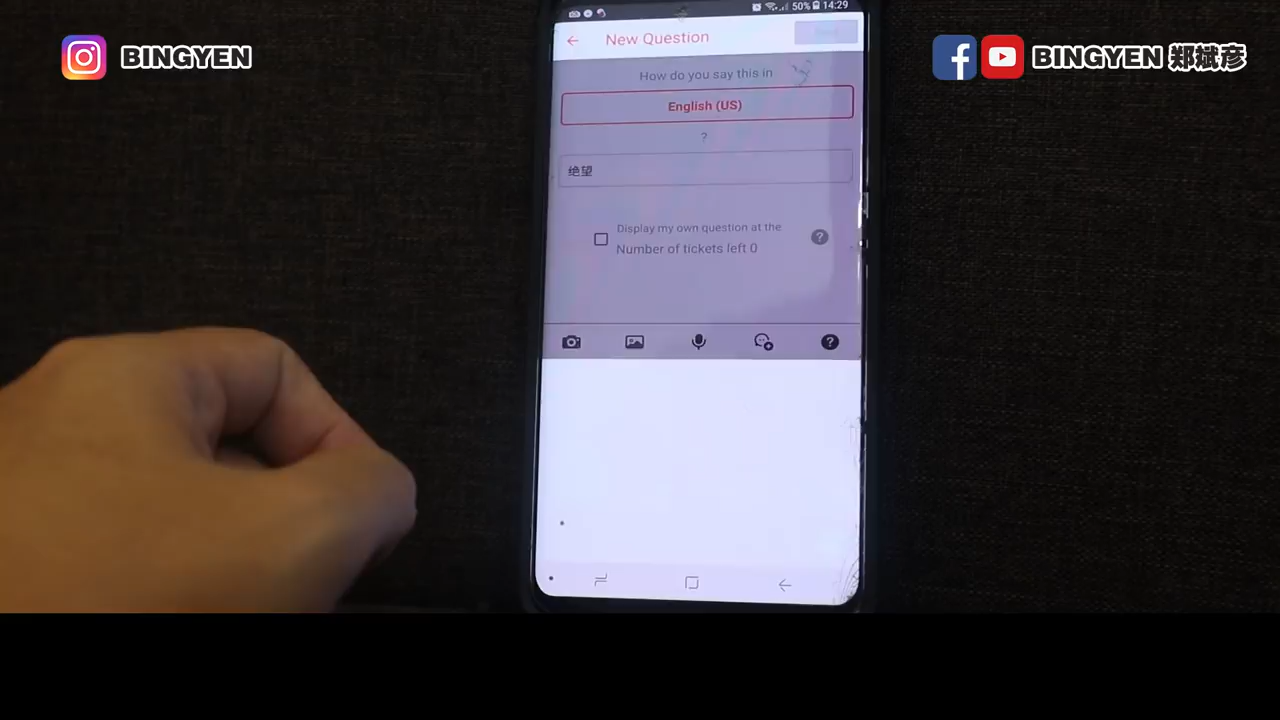 BINGYEN
BINGYEN 郑斌彦
50% 14:29
New Question
How do you say this in
English (US)
?
绝望
Display my own question at the
Number of tickets left 0